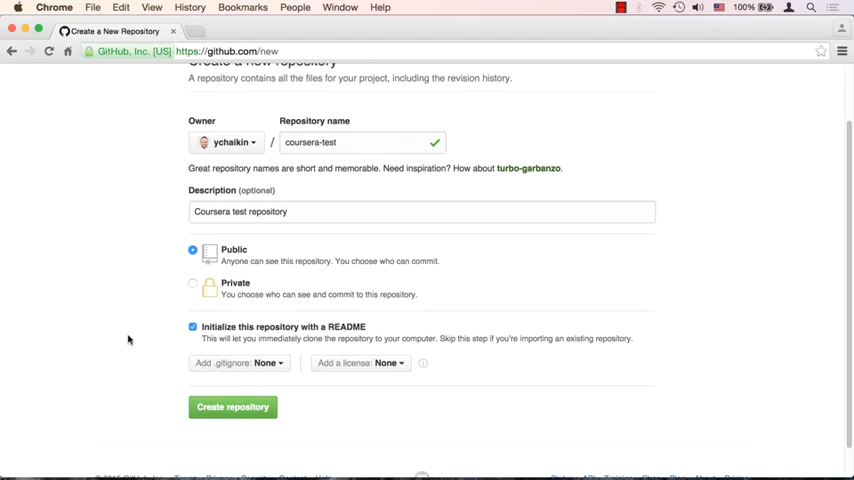 Chrome File Edit View History Bookmarks People Window Help 100%
Create a New Repository
GitHub, Inc. [US] https://github.com/new
Create a new repository
A repository contains all the files for your project, including the revision history.
Owner Repository name
ychaikin / coursera-test
Great repository names are short and memorable. Need inspiration? How about turbo-garbanzo.
Description (optional)
Coursera test repository
Public
Anyone can see this repository. You choose who can commit.
Private
You choose who can see and commit to this repository.
Initialize this repository with a README
This will let you immediately clone the repository to your computer. Skip this step if you're importing an existing repository.
Add .gitignore: None Add a license: None
Create repository